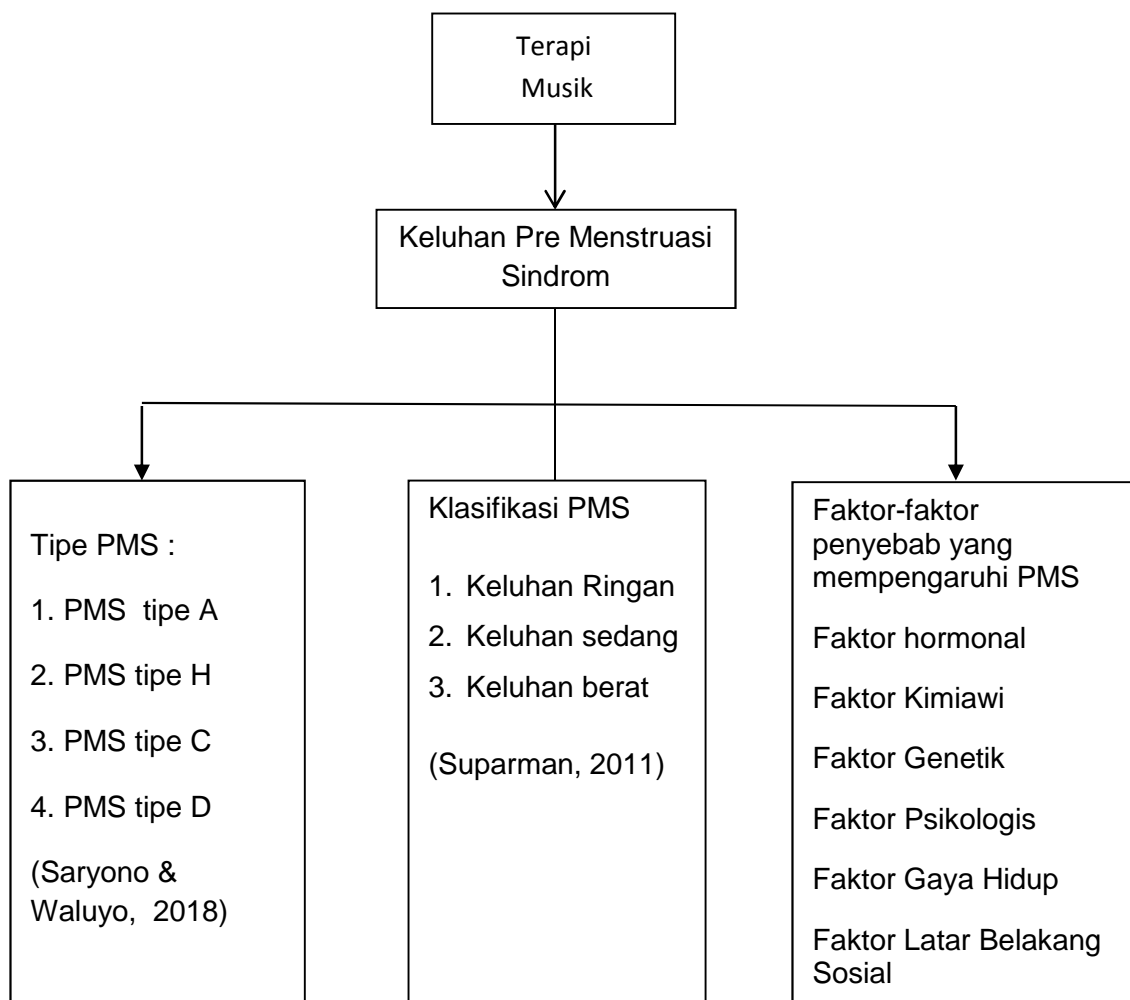 Terapi
Musik
Keluhan Pre Menstruasi
Sindrom
Tipe PMS :
1. PMS tipe A
2. PMS tipe H
3. PMS tipe C
4. PMS tipe D
(Saryono &
Waluyo, 2018)
Klasifikasi PMS
1. Keluhan Ringan
2. Keluhan sedang
3. Keluhan berat
(Suparman, 2011)
Faktor-faktor
penyebab yang
mempengaruhi PMS
Faktor hormonal
Faktor Kimiawi
Faktor Genetik
Faktor Psikologis
Faktor Gaya Hidup
Faktor Latar Belakang
Sosial